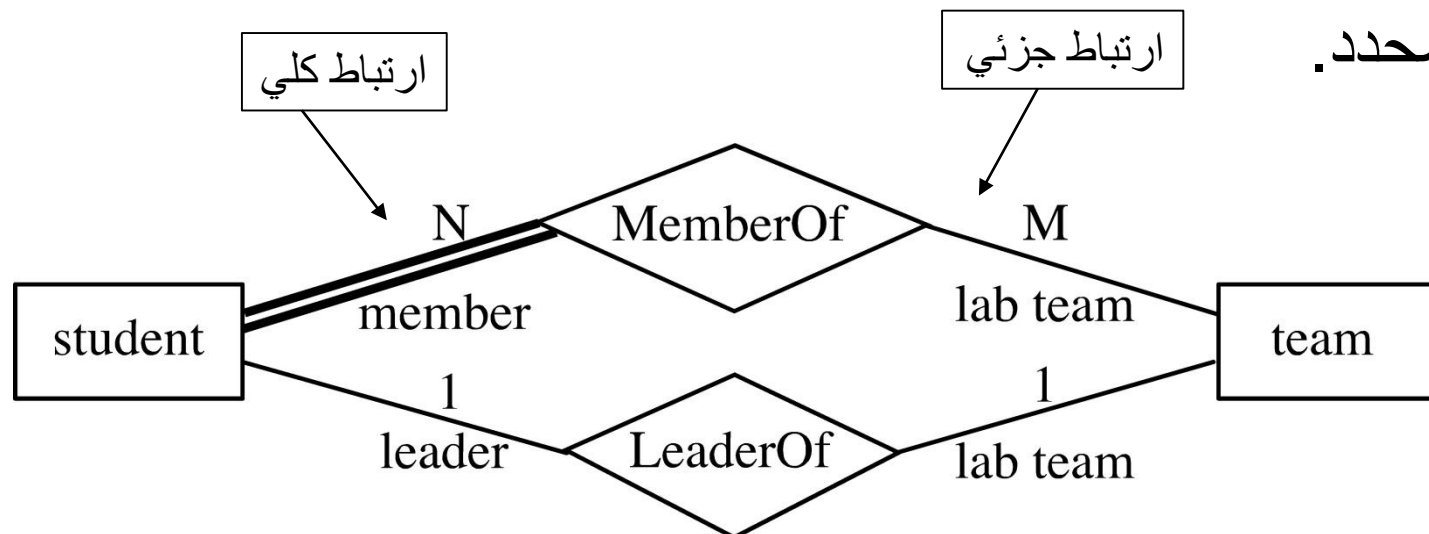 محدد.
ارتباط كلي
ارتباط جزئي
N
MemberOf
M
member
lab team
student
team
1
1
leader
LeaderOf
lab team